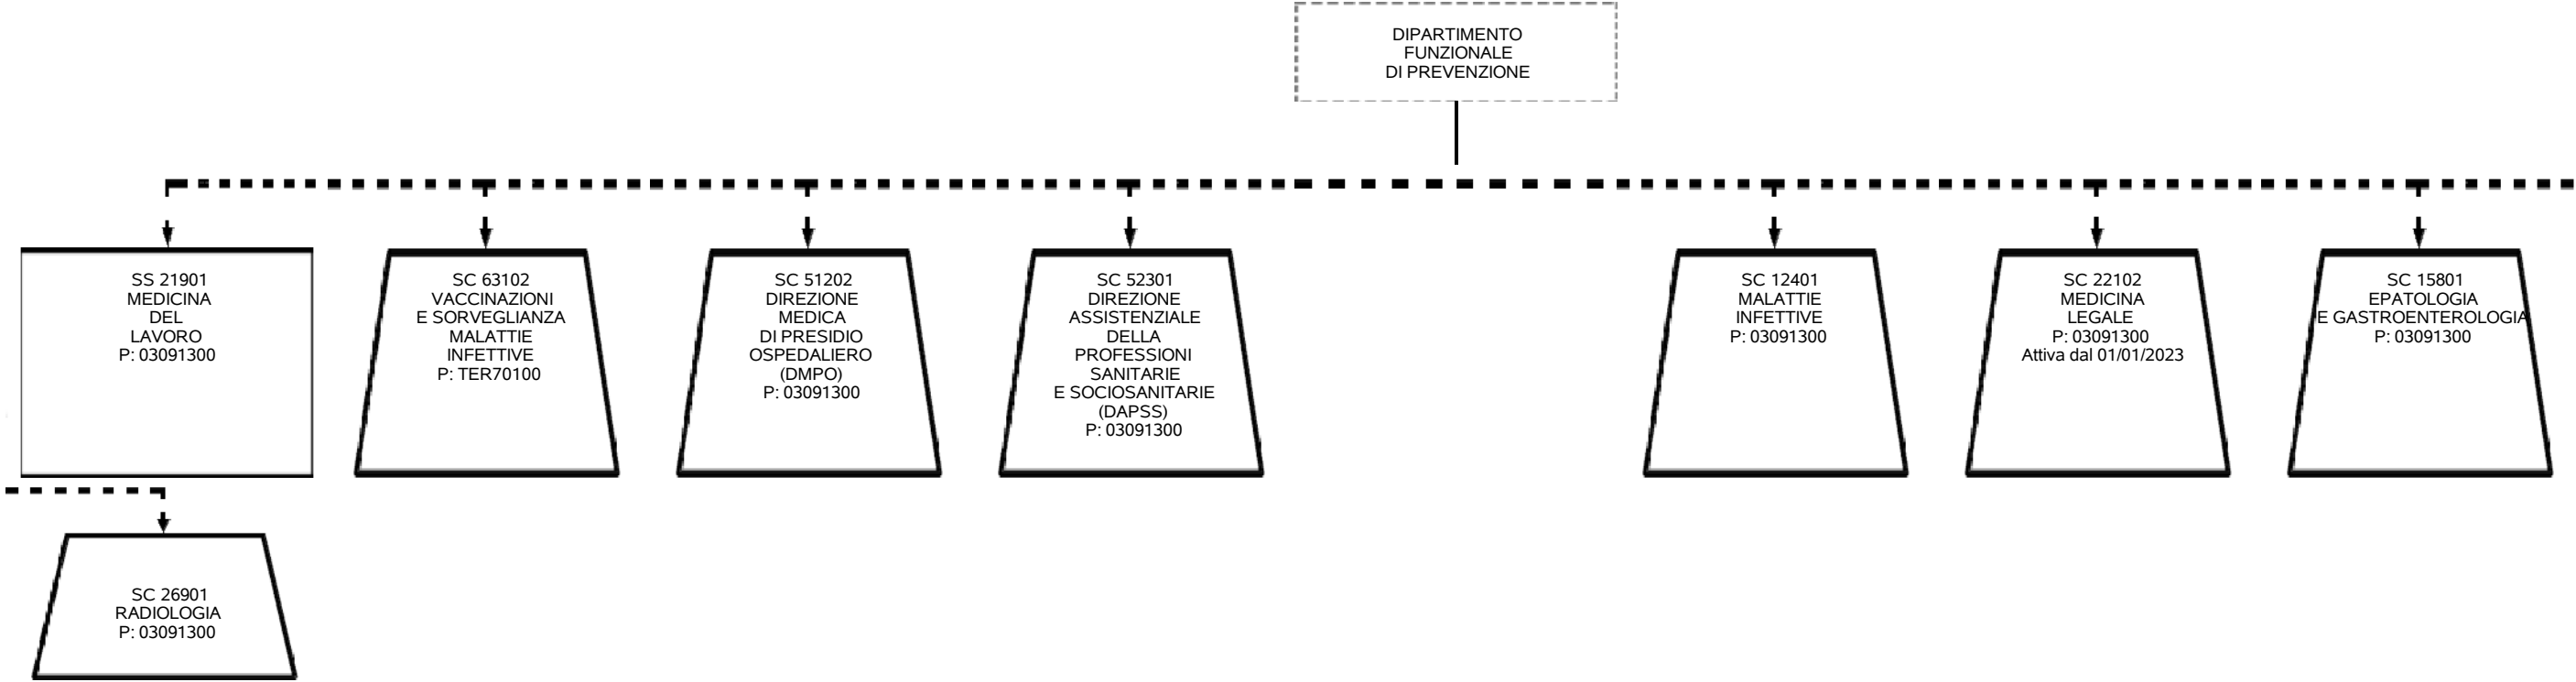 DIPARTIMENTO
FUNZIONALE
DI PREVENZIONE
SS 21901
MEDICINA
DEL
LAVORO
P: 03091300
SC 63102
VACCINAZIONI
E SORVEGLIANZA
MALATTIE
INFETTIVE
P: TER70100
SC 51202
DIREZIONE
MEDICA
DI PRESIDIO
OSPEDALIERO
(DMPO)
P: 03091300
SC 52301
DIREZIONE
ASSISTENZIALE
DELLA
PROFESSIONI
SANITARIE
E SOCIOSANITARIE
(DAPSS)
P: 03091300
SC 12401
MALATTIE
INFETTIVE
P: 03091300
SC 22102
MEDICINA
LEGALE
P: 03091300
Attiva dal 01/01/2023
SC 15801
EPATOLOGIA
E GASTROENTEROLOGIA
P: 03091300
SC 26901
RADIOLOGIA
P: 03091300